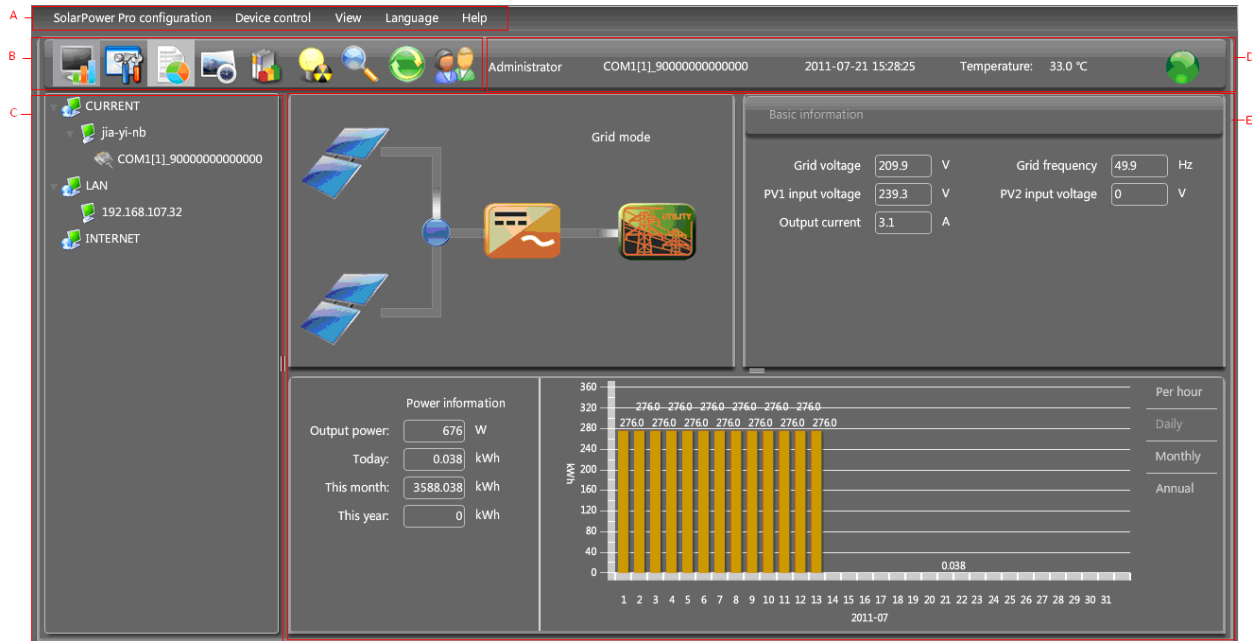 A
SolarPower Pro configuration Device control View Language Help
B
Administrator COM1[1]_90000000000000 2011-07-21 15:28:25 Temperature: 33.0 ℃
D
C
E
CURRENT
jia-yi-nb
COM1[1]_90000000000000
LAN
192.168.107.32
INTERNET
Grid mode
UTILITY
Basic information
Grid voltage 209.9 V Grid frequency 49.9 Hz
PV1 input voltage 239.3 V PV2 input voltage 0 V
Output current 3.1 A
Power information
Output power: 676 W
Today: 0.038 kWh
This month: 3588.038 kWh
This year: 0 kWh
360
320
280
240
200
160
120
80
40
0
kWh
276.0 276.0 276.0 276.0 276.0 276.0
276.0 276.0 276.0 276.0 276.0 276.0 276.0
0.038
1 2 3 4 5 6 7 8 9 10 11 12 13 14 15 16 17 18 19 20 21 22 23 24 25 26 27 28 29 30 31
2011-07
Per hour
Daily
Monthly
Annual